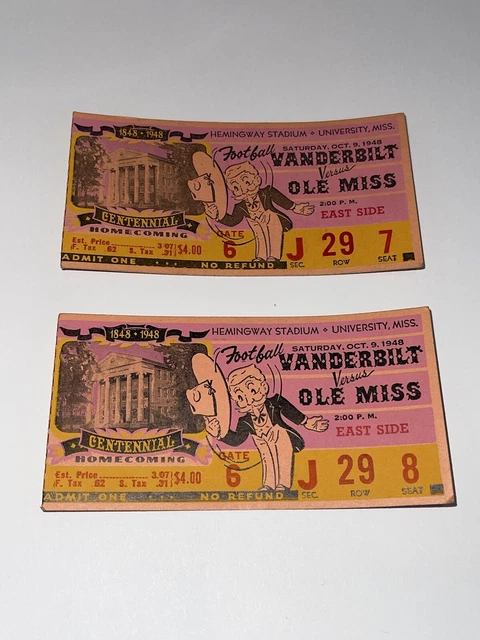 1848 • 1948
HEMINGWAY STADIUM • UNIVERSITY, MISS.
SATURDAY, OCT. 9, 1948
Football VANDERBILT
Versus
OLE MISS
2:00 P. M.
EAST SIDE
CENTENNIAL
HOMECOMING
Est. Price 3.07
F. Tax .62 S. Tax .31 $4.00
GATE
6 J 29 7
SEC. ROW SEAT
ADMIT ONE . . . . NO REFUND
1848 • 1948
HEMINGWAY STADIUM • UNIVERSITY, MISS.
SATURDAY, OCT. 9, 1948
Football VANDERBILT
Versus
OLE MISS
2:00 P. M.
EAST SIDE
CENTENNIAL
HOMECOMING
Est. Price 3.07
F. Tax .62 S. Tax .31 $4.00
GATE
6 J 29 8
SEC. ROW SEAT
ADMIT ONE . . . . NO REFUND